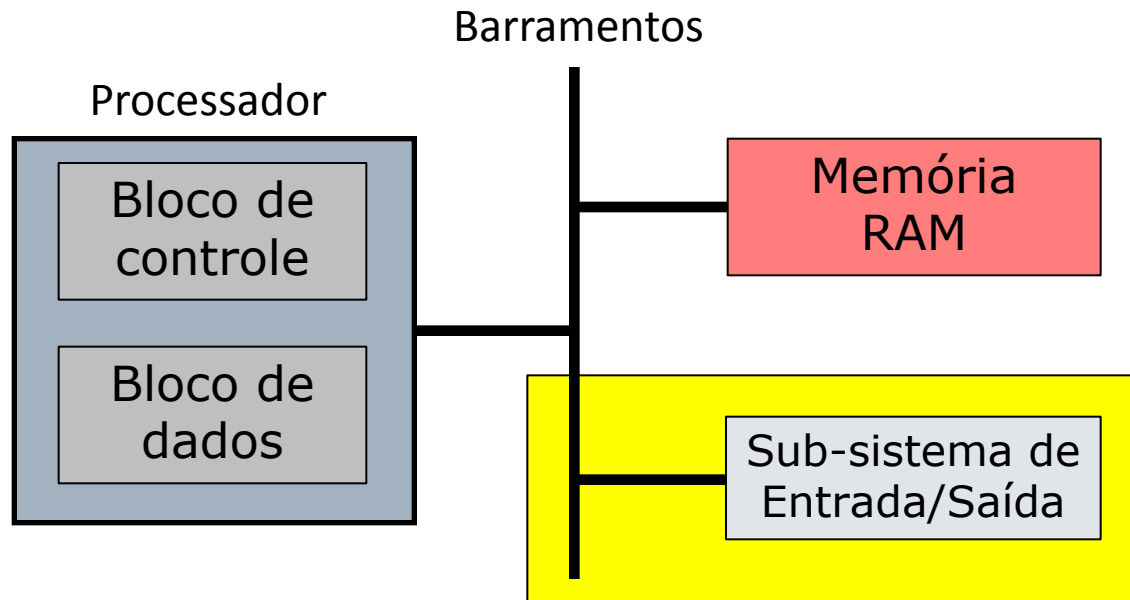 Barramentos
Processador
Bloco de
controle
Bloco de
dados
Memória
RAM
Sub-sistema de
Entrada/Saída